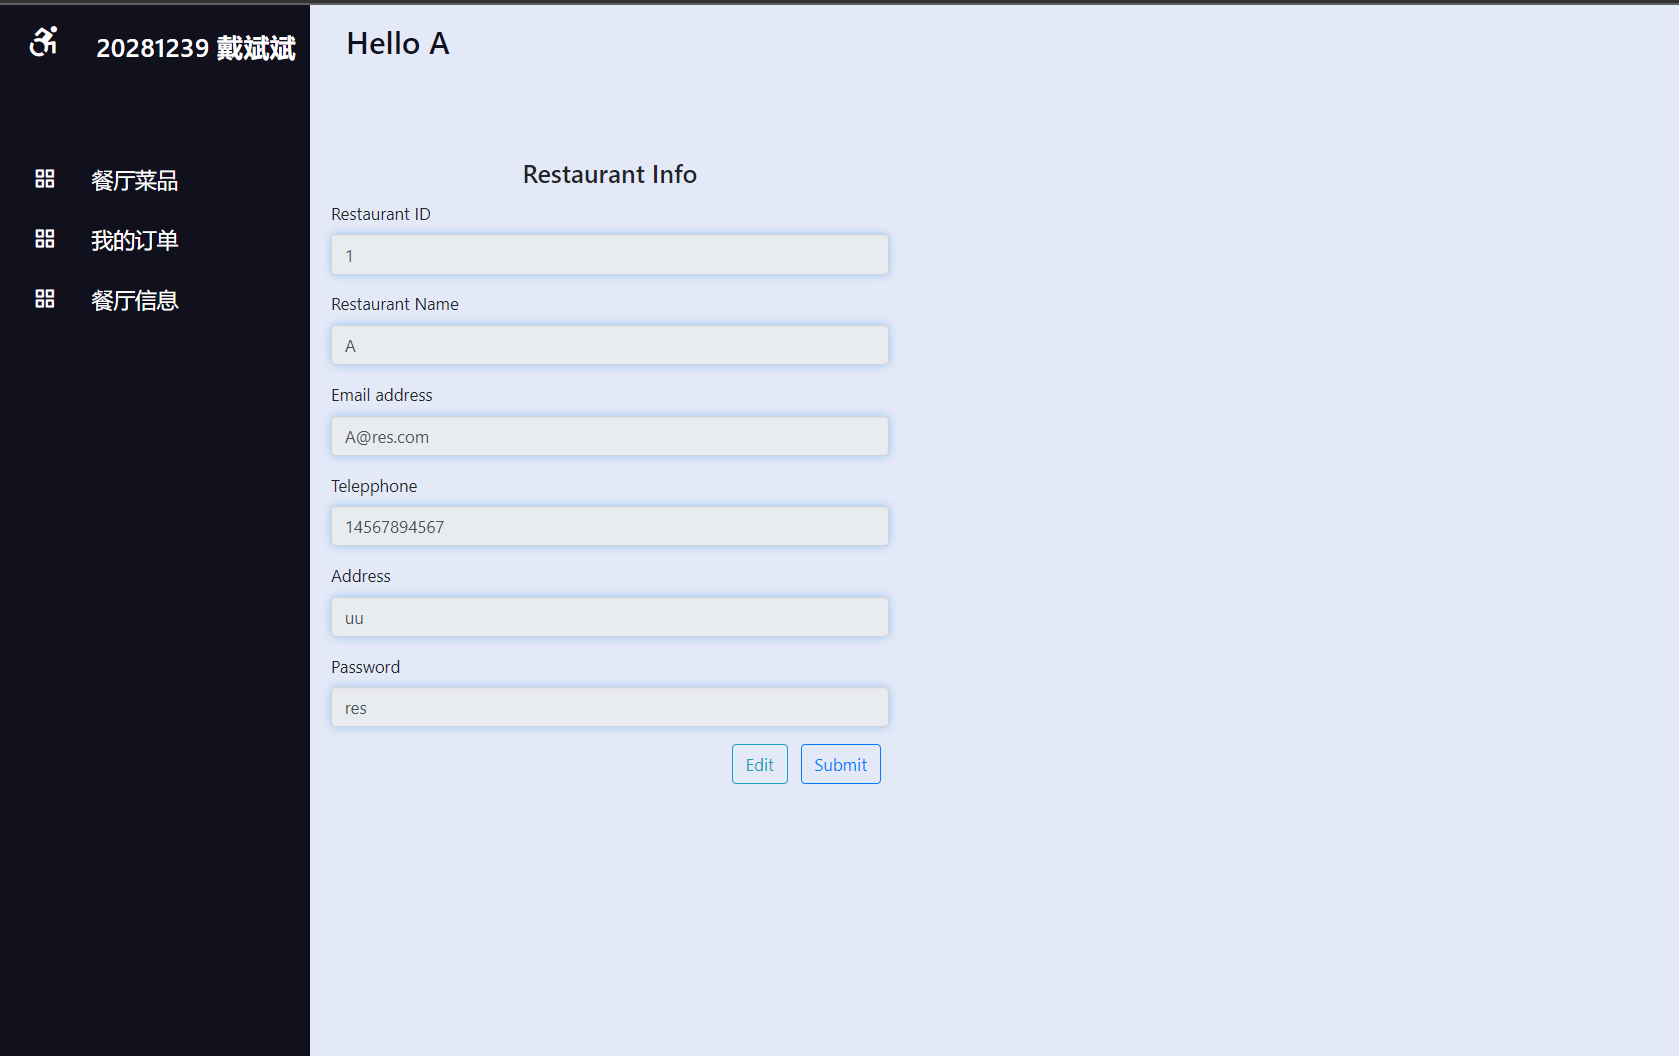 20281239 戴斌斌
餐厅菜品
我的订单
餐厅信息
Hello A
Restaurant Info
Restaurant ID
1
Restaurant Name
A
Email address
A@res.com
Telepphone
14567894567
Address
uu
Password
res
Edit
Submit